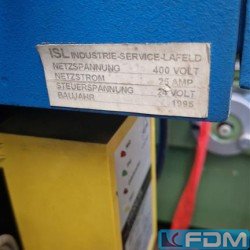 ISL INDUSTRIE-SERVICE-LAFELD
NETZSPANNUNG 400 VOLT
NETZSTROM 25 AMP
STEUERSPANNUNG 24 VOLT
BAUJAHR 1995
FDM